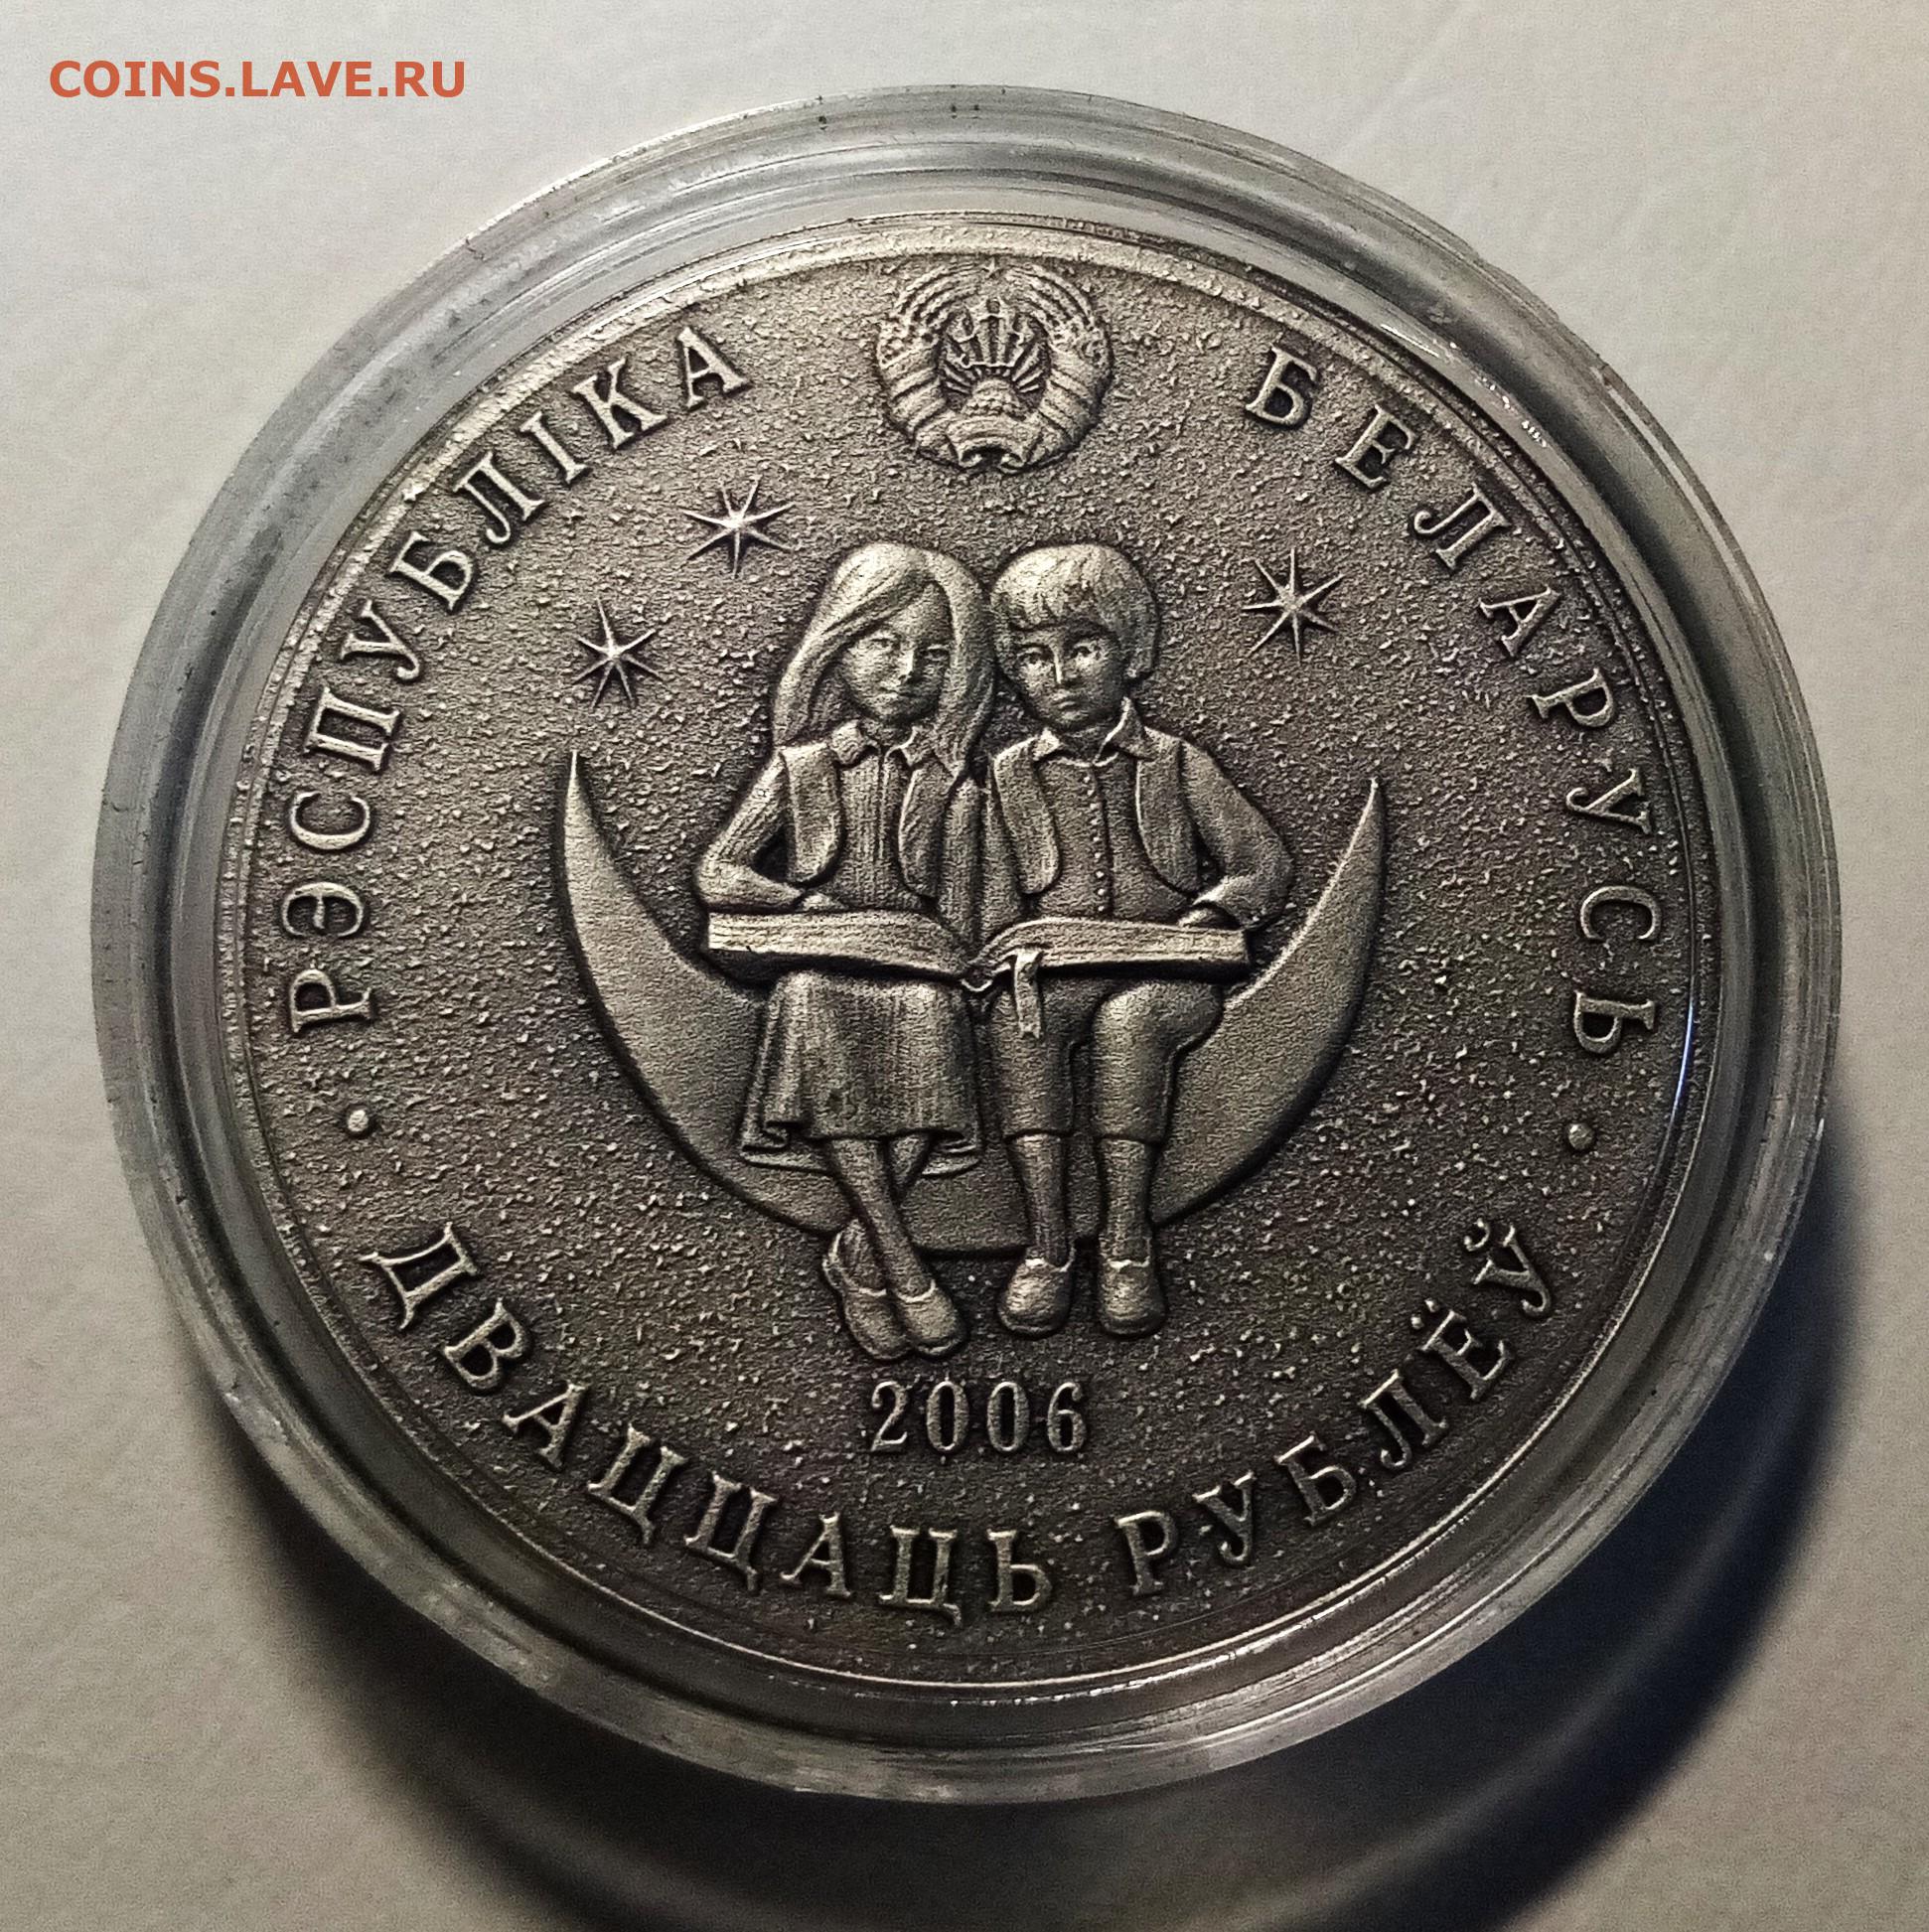 COINS.LAVE.RU
РЭСПУБЛІКА БЕЛАРУСЬ
2006
ДВАЦЦАЦЬ РУБЛЁЎ